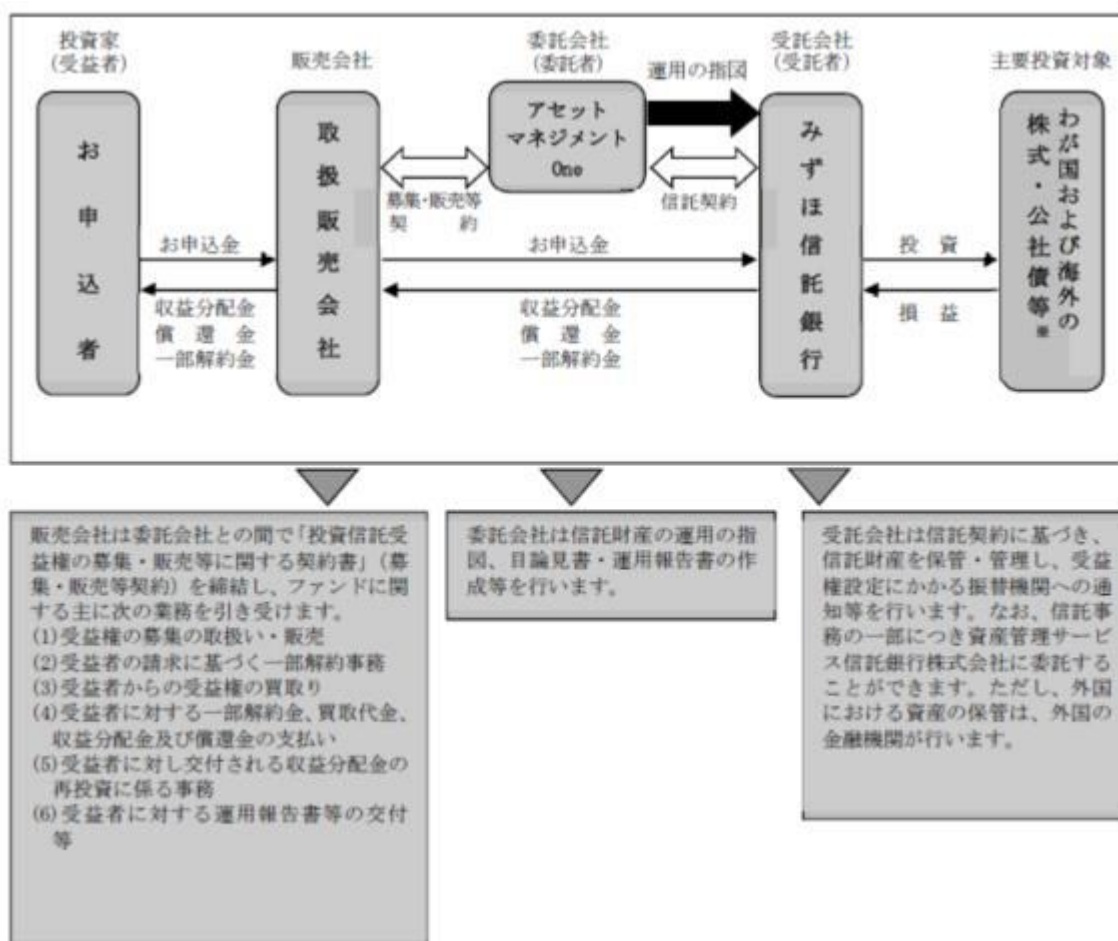 投資家
(受益者)
販売会社
委託会社
(委託者)
受託会社
(受託者)
主要投資対象
お申込者
取扱販売会社
アセット
マネジメント
One
運用の指図
みずほ信託銀行
わが国および海外の
株式・公社債等※
募集・販売等
契　約
信託契約
お申込金
お申込金
投　資
収益分配金
償　還　金
一部解約金
収益分配金
償　還　金
一部解約金
損　益
販売会社は委託会社との間で「投資信託受
益権の募集・販売等に関する契約書」(募
集・販売等契約)を締結し、ファンドに関
する主に次の業務を引き受けます。
(1)受益権の募集の取扱い・販売
(2)受益者の請求に基づく一部解約事務
(3)受益者からの受益権の買取り
(4)受益者に対する一部解約金、買取代金、
収益分配金及び償還金の支払い
(5)受益者に対し交付される収益分配金の
再投資に係る事務
(6)受益者に対する運用報告書等の交付
等
委託会社は信託財産の運用の指
図、目論見書・運用報告書の作
成等を行います。
受託会社は信託契約に基づき、
信託財産を保管・管理し、受益
権設定にかかる振替機関への通
知等を行います。なお、信託事
務の一部につき資産管理サービ
ス信託銀行株式会社に委託する
ことができます。ただし、外国
における資産の保管は、外国の
金融機関が行います。